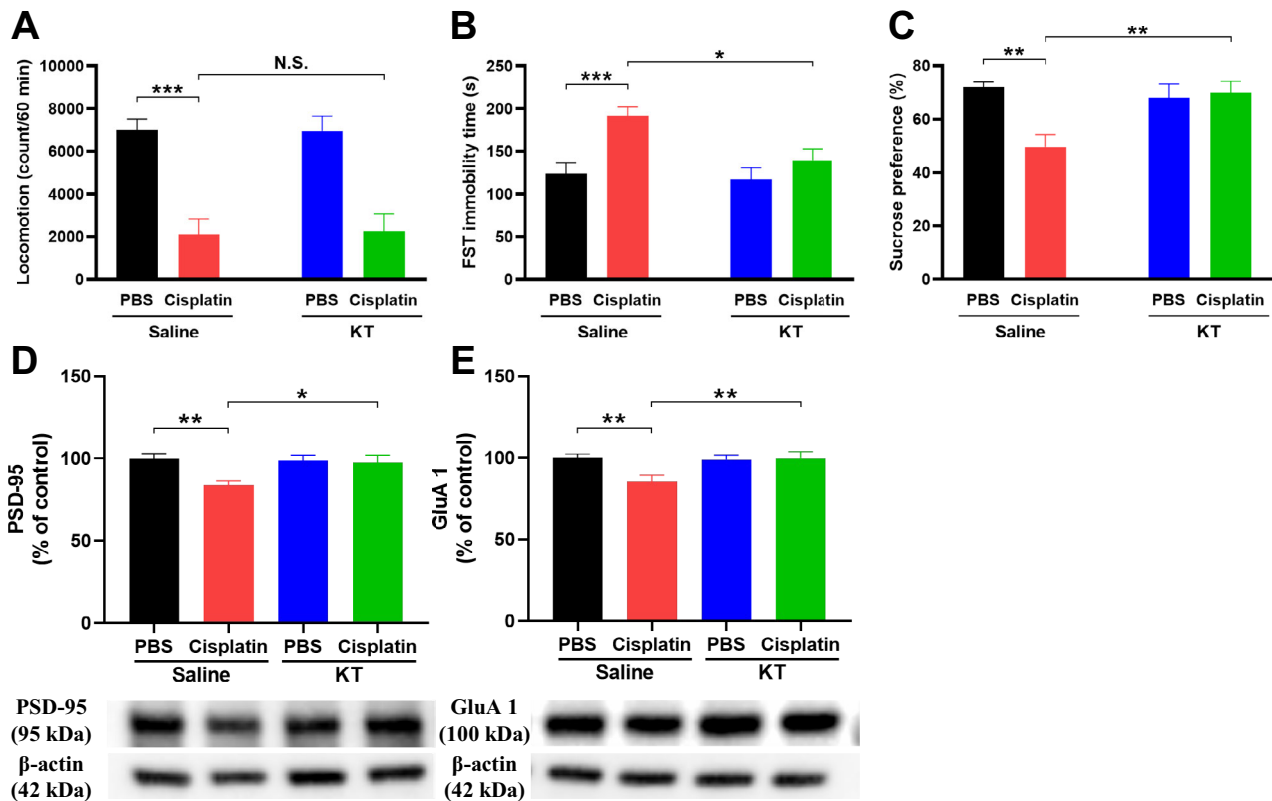 A
Locomotion (count/60 min)
10000
8000
6000
4000
2000
0
***
N.S.
PBS Cisplatin PBS Cisplatin
Saline KT
B
FST immobility time (s)
250
200
150
100
50
0
***
*
PBS Cisplatin PBS Cisplatin
Saline KT
C
Sucrose preference (%)
80
60
40
20
0
**
**
PBS Cisplatin PBS Cisplatin
Saline KT
D
PSD-95
(% of control)
150
100
50
0
**
*
PBS Cisplatin PBS Cisplatin
Saline KT
PSD-95
(95 kDa)
β-actin
(42 kDa)
E
GluA 1
(% of control)
150
100
50
0
**
**
PBS Cisplatin PBS Cisplatin
Saline KT
GluA 1
(100 kDa)
β-actin
(42 kDa)